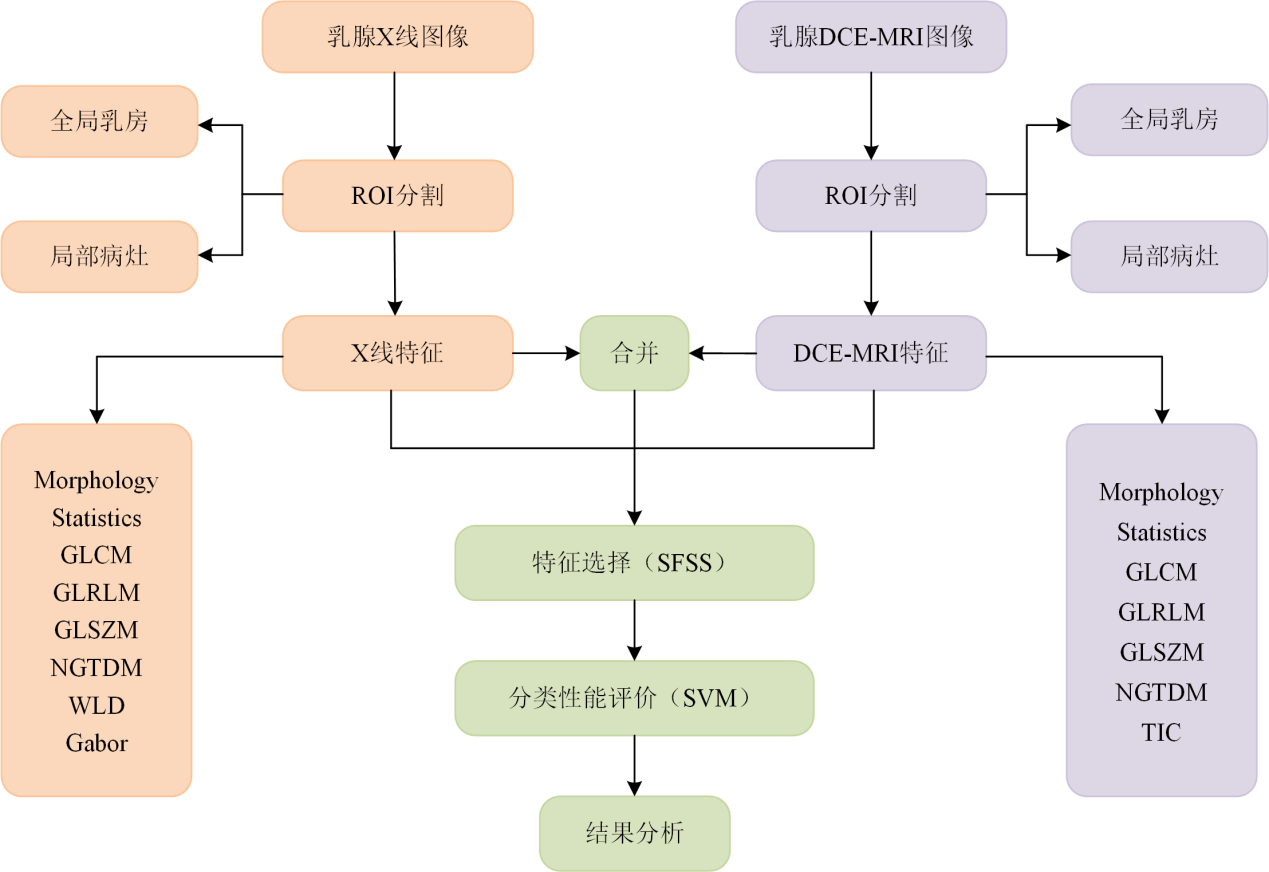 乳腺X线图像
乳腺DCE-MRI图像
全局乳房
全局乳房
ROI分割
ROI分割
局部病灶
局部病灶
X线特征
合并
DCE-MRI特征
Morphology
Statistics
GLCM
GLRLM
GLSZM
NGTDM
WLD
Gabor
Morphology
Statistics
GLCM
GLRLM
GLSZM
NGTDM
TIC
特征选择（SFSS）
分类性能评价（SVM）
结果分析